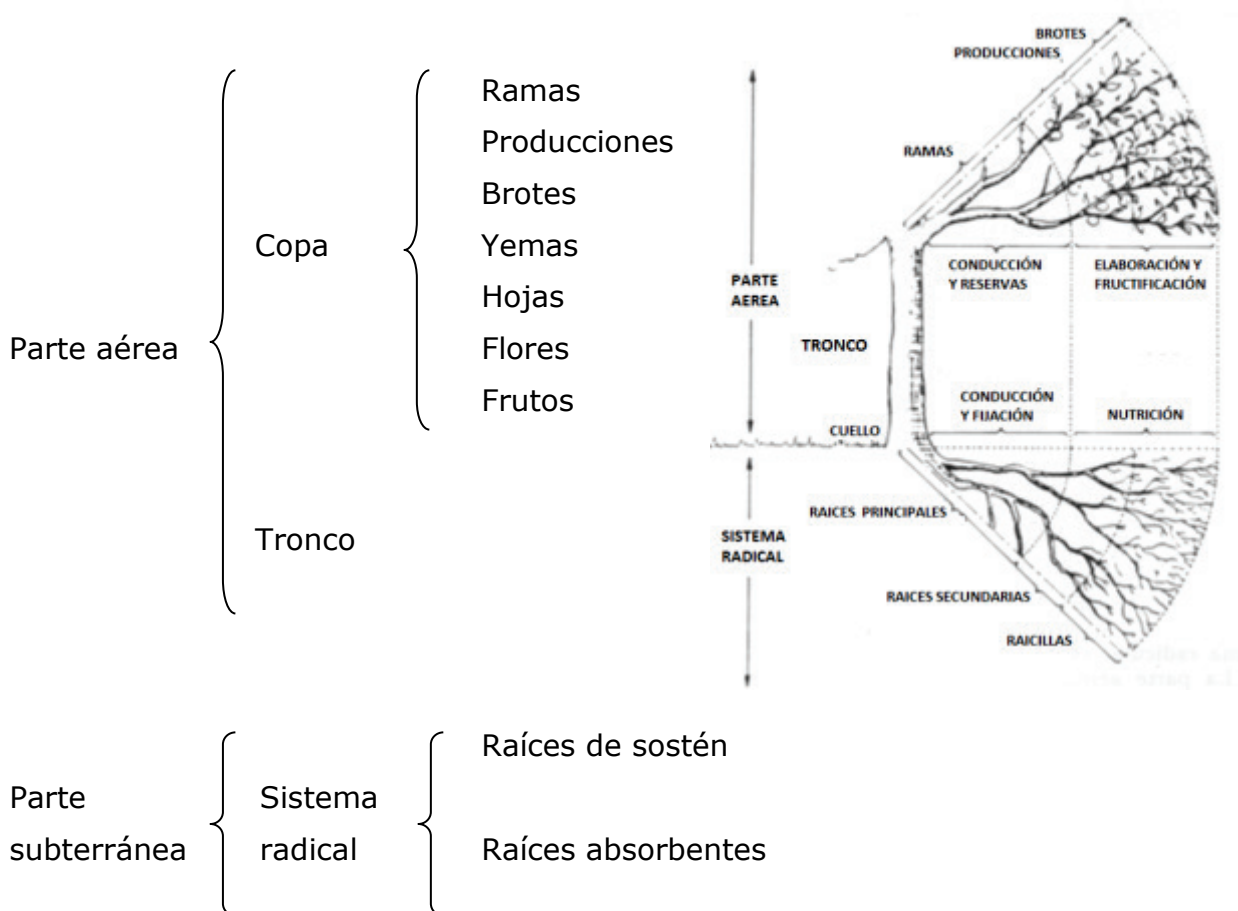 Parte aérea
Copa
Ramas
Producciones
Brotes
Yemas
Hojas
Flores
Frutos
Tronco
BROTES
PRODUCCIONES
RAMAS
PARTE
AEREA
CONDUCCIÓN
Y RESERVAS
ELABORACIÓN Y
FRUCTIFICACIÓN
TRONCO
CONDUCCIÓN
Y FIJACIÓN
NUTRICIÓN
CUELLO
RAICES PRINCIPALES
SISTEMA
RADICAL
RAICES SECUNDARIAS
RAICILLAS
Parte
subterránea
Sistema
radical
Raíces de sostén
Raíces absorbentes